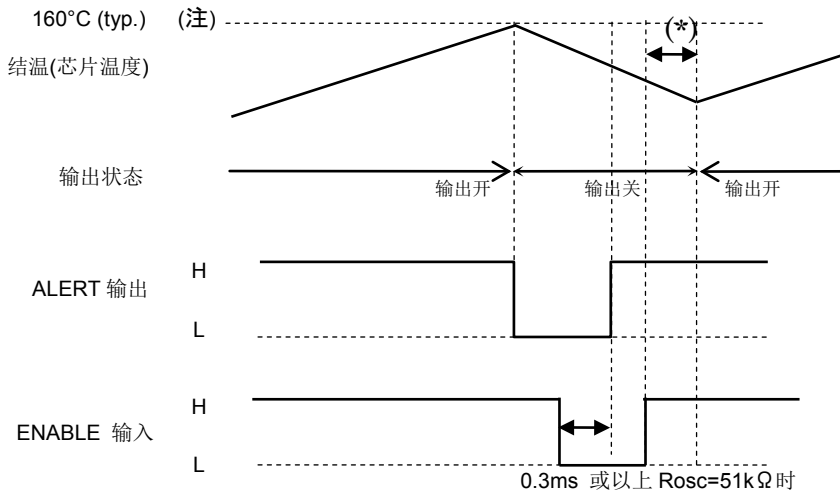 160°C (typ.) (注)
(*)
结温(芯片温度)
输出状态
输出开 输出关 输出开
H
ALERT 输出
L
H
ENABLE 输入
L
0.3ms 或以上 Rosc=51kΩ时